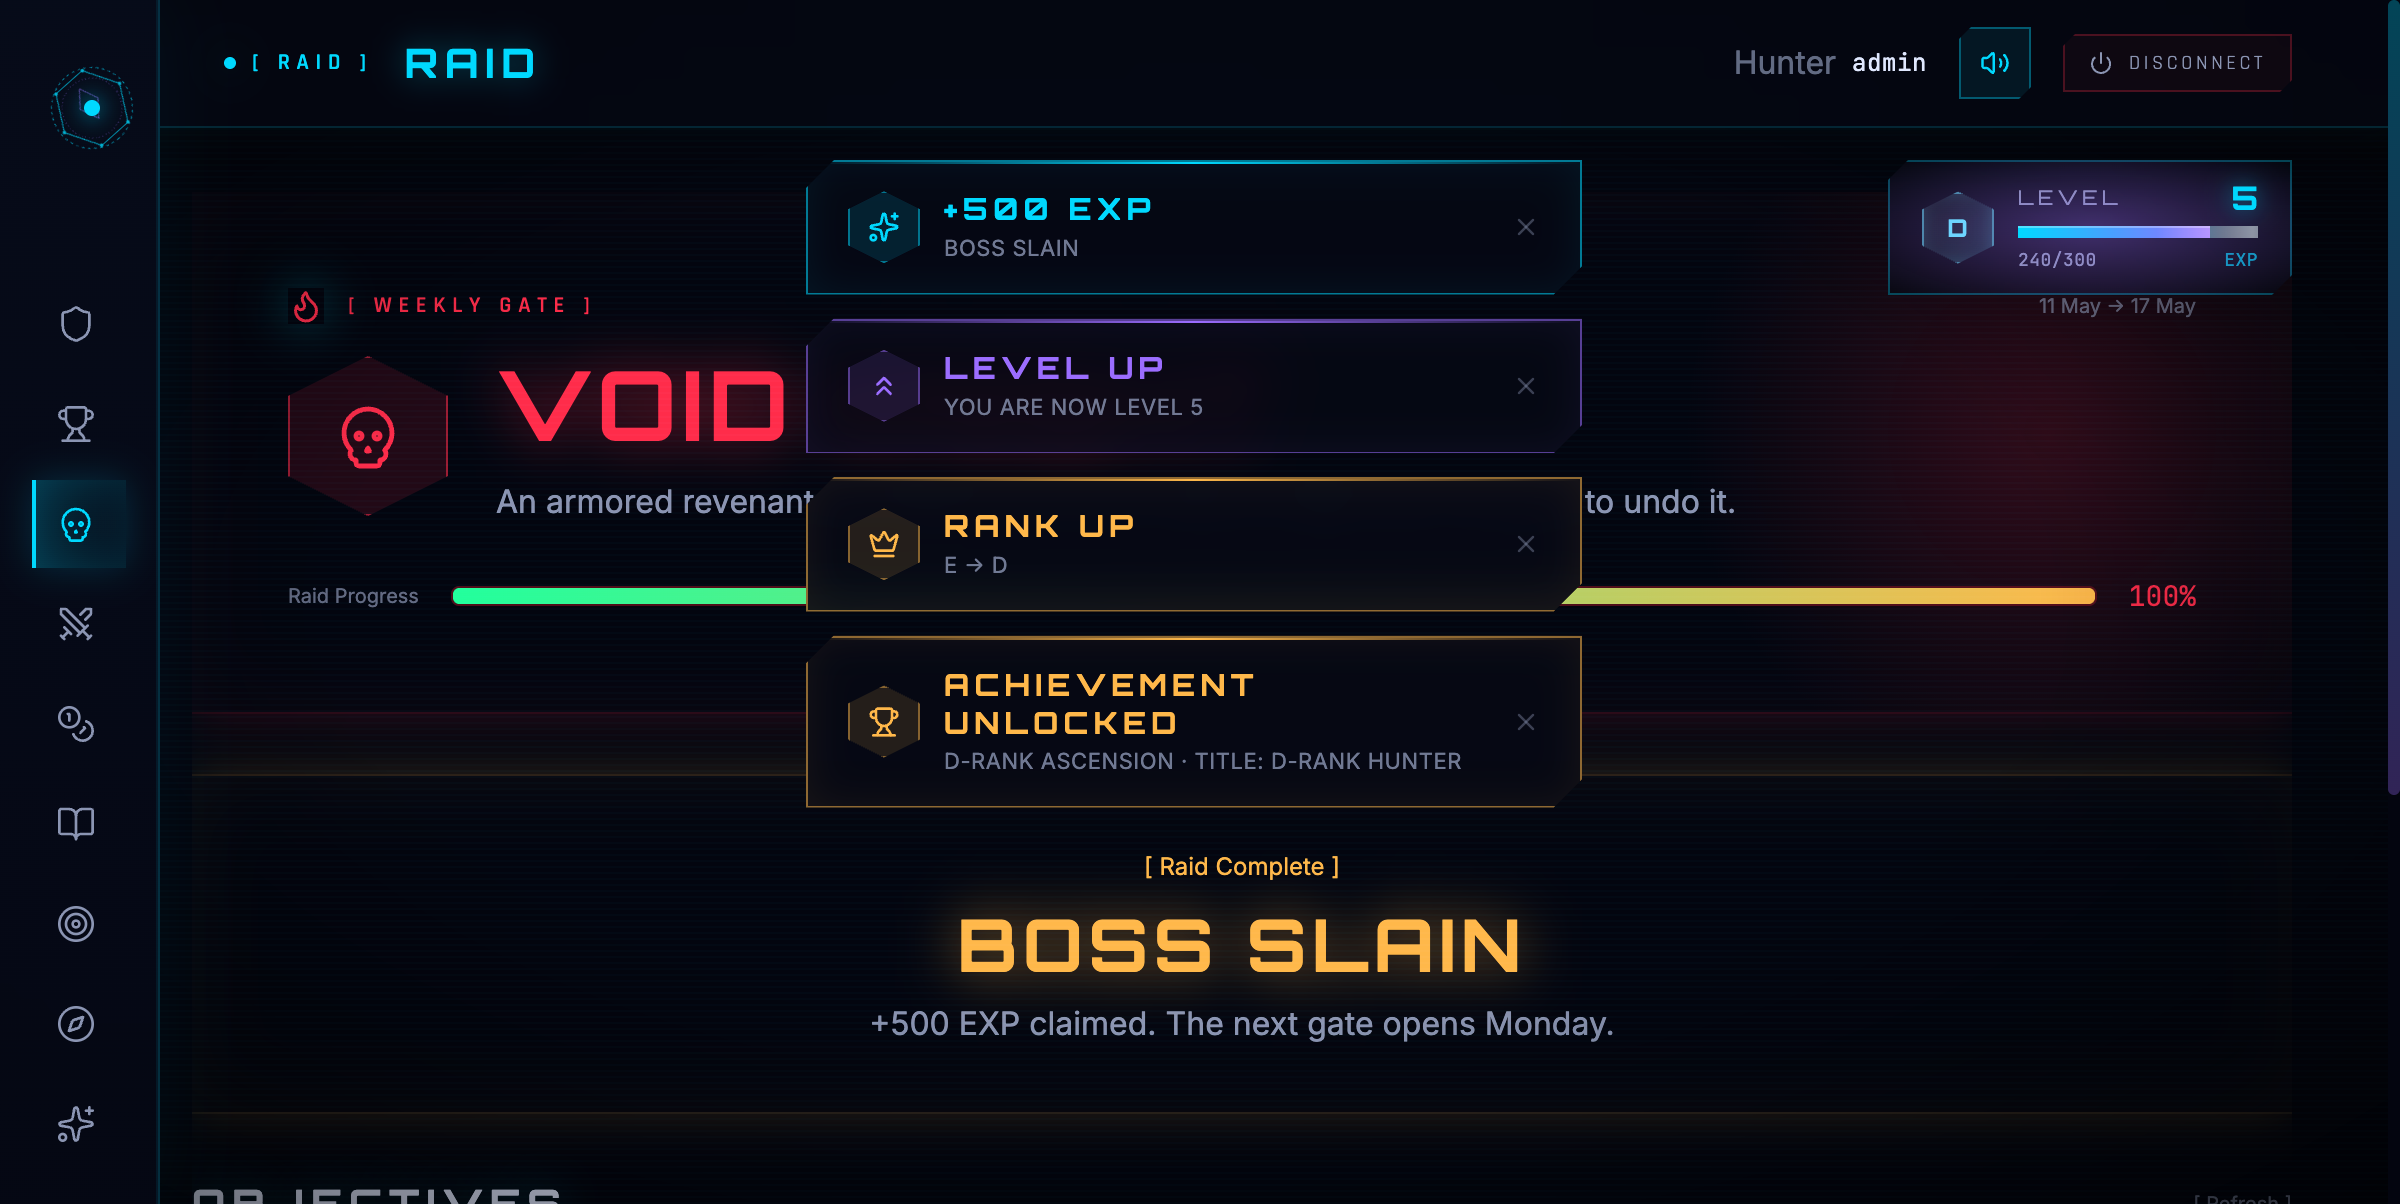 [ RAID ] RAID
Hunter admin
DISCONNECT
+500 EXP
BOSS SLAIN
LEVEL 5
240/300 EXP
11 May → 17 May
[ WEEKLY GATE ]
LEVEL UP
YOU ARE NOW LEVEL 5
VOID
An armored revenant
to undo it.
RANK UP
E → D
Raid Progress
100%
ACHIEVEMENT
UNLOCKED
D-RANK ASCENSION · TITLE: D-RANK HUNTER
[ Raid Complete ]
BOSS SLAIN
+500 EXP claimed. The next gate opens Monday.
OBJECTIVES
[ Refresh ]